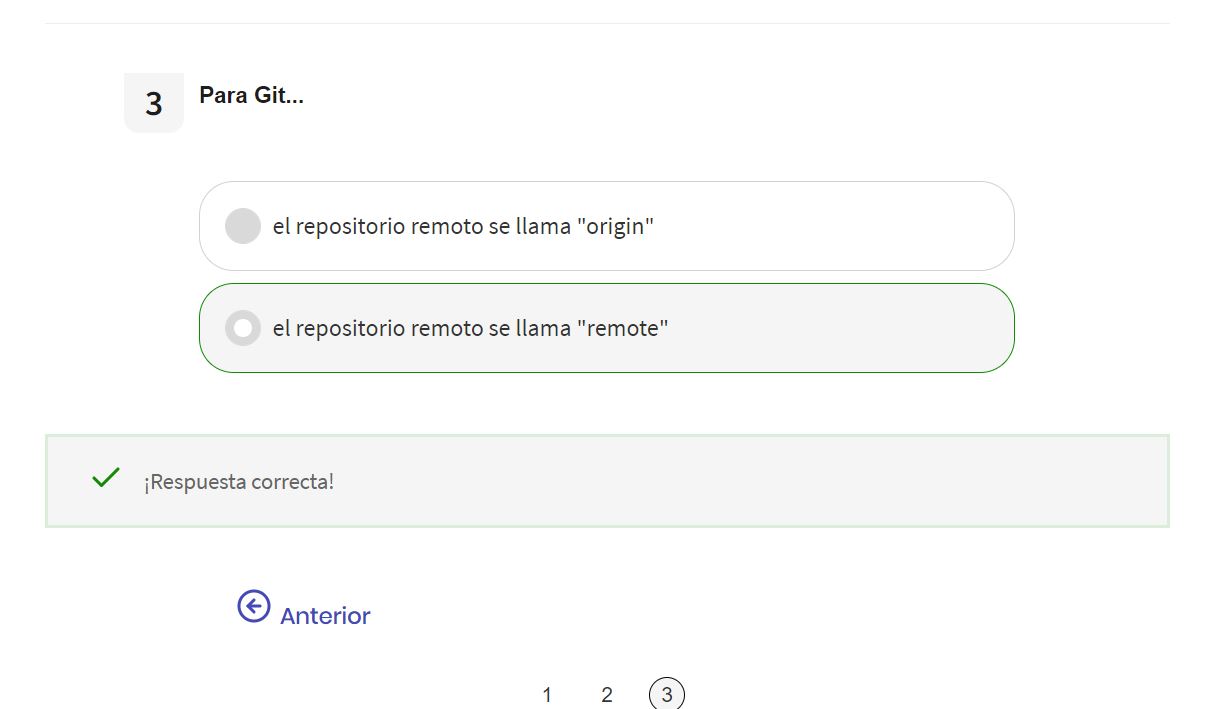 3
Para Git...
el repositorio remoto se llama "origin"
el repositorio remoto se llama "remote"
¡Respuesta correcta!
Anterior
1 2 3